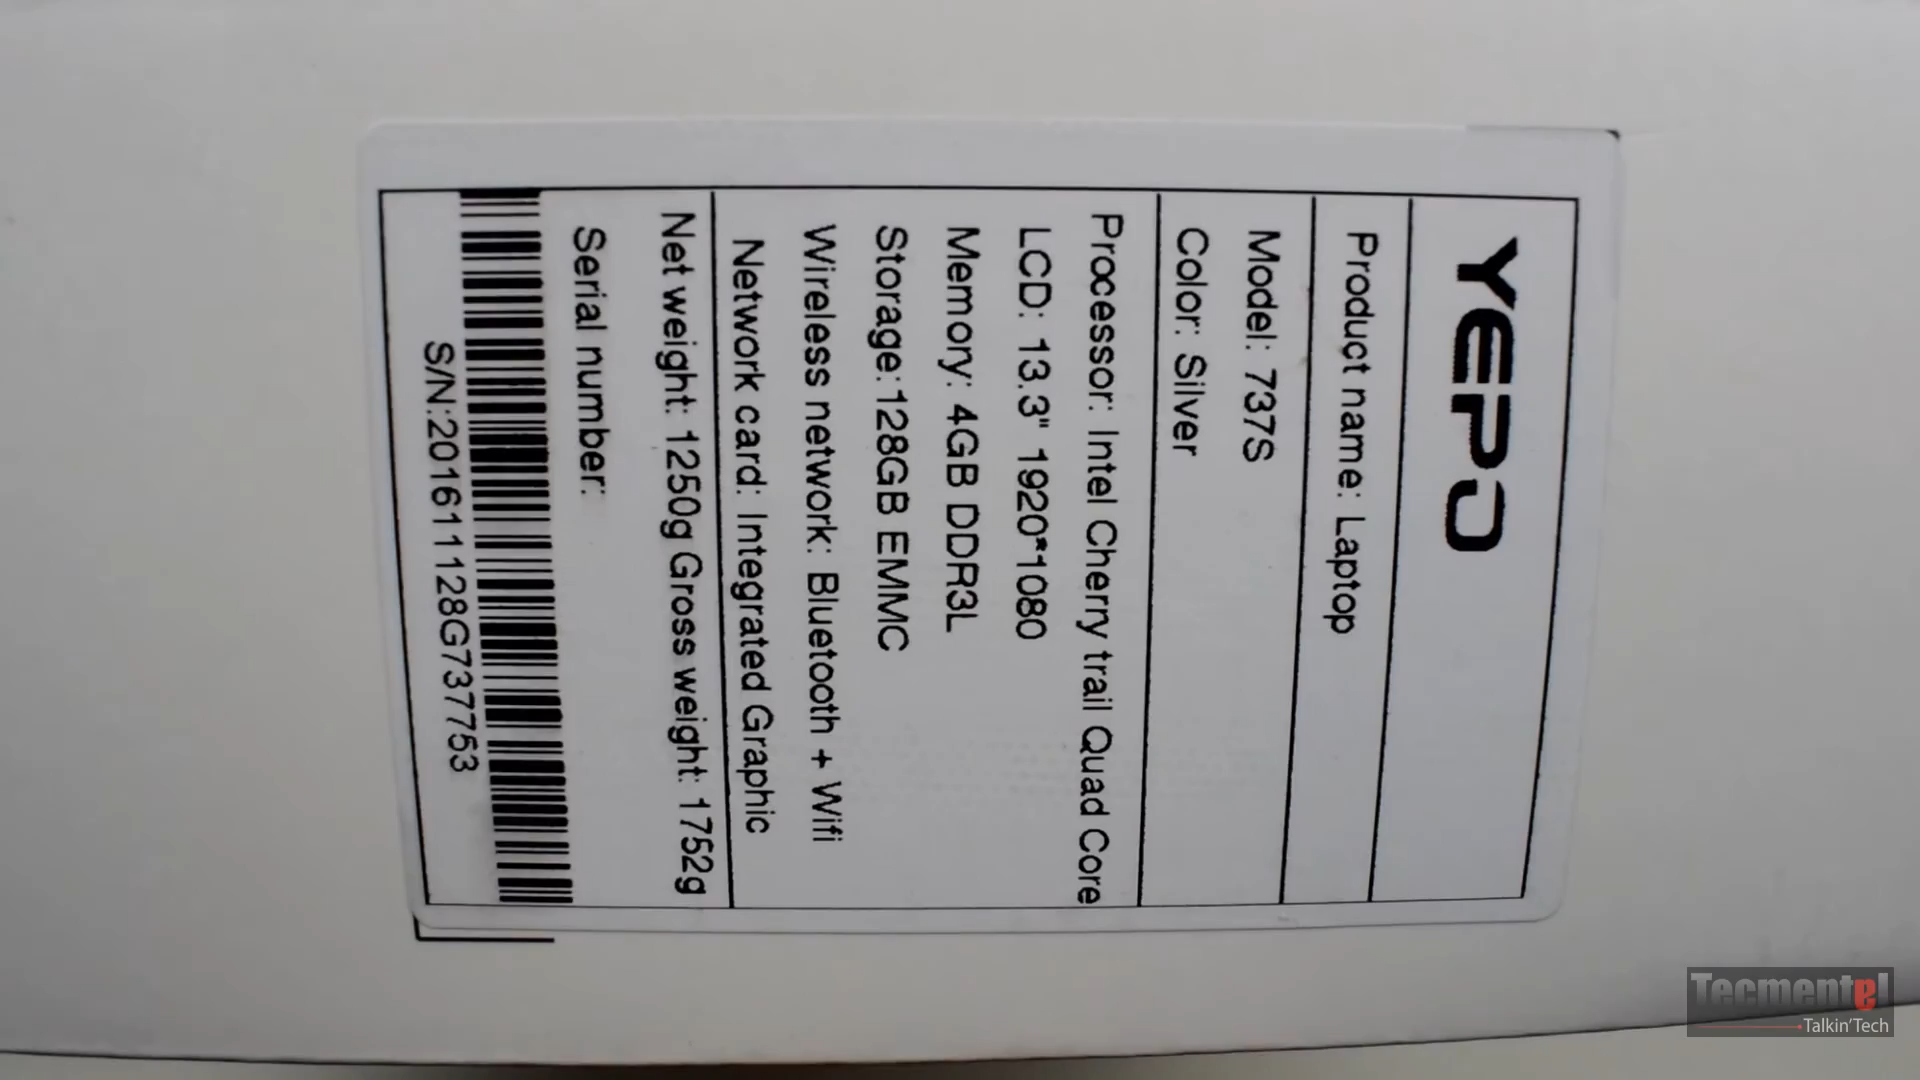 YEPO
Product name: Laptop
Model: 737S
Color: Silver
Processor: Intel Cherry trail Quad Core
LCD: 13.3" 1920*1080
Memory: 4GB DDR3L
Storage:128GB EMMC
Wireless network: Bluetooth + Wifi
Network card: Integrated Graphic
Net weight: 1250g Gross weight: 1752g
Serial number:
S/N:201611128G737753
Tecmentel
Talkin'Tech